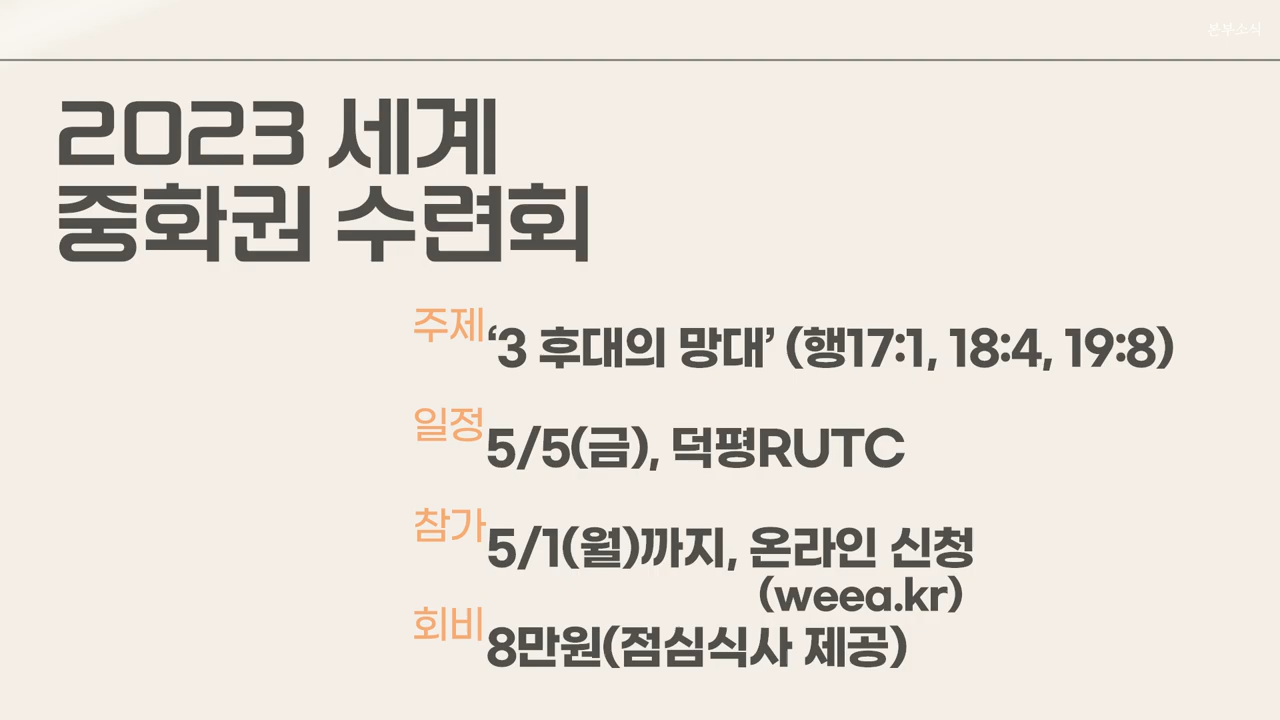 본부소식
2023 세계
중화권 수련회
주제 ‘3 후대의 망대’ (행17:1, 18:4, 19:8)
일정 5/5(금), 덕평RUTC
참가 5/1(월)까지, 온라인 신청
(weea.kr)
회비 8만원(점심식사 제공)